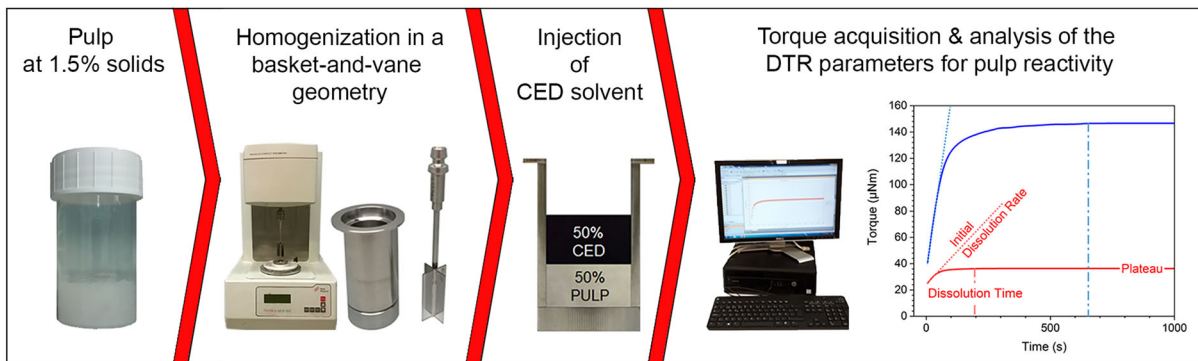 Pulp
at 1.5% solids
Homogenization in a
basket-and-vane
geometry
Injection
of
CED solvent
50%
CED
50%
PULP
Torque acquisition & analysis of the
DTR parameters for pulp reactivity
160
140
120
100
80
60
40
20
0
Torque (µNm)
Initial
Dissolution Rate
Plateau
Dissolution Time
0
500
1000
Time (s)